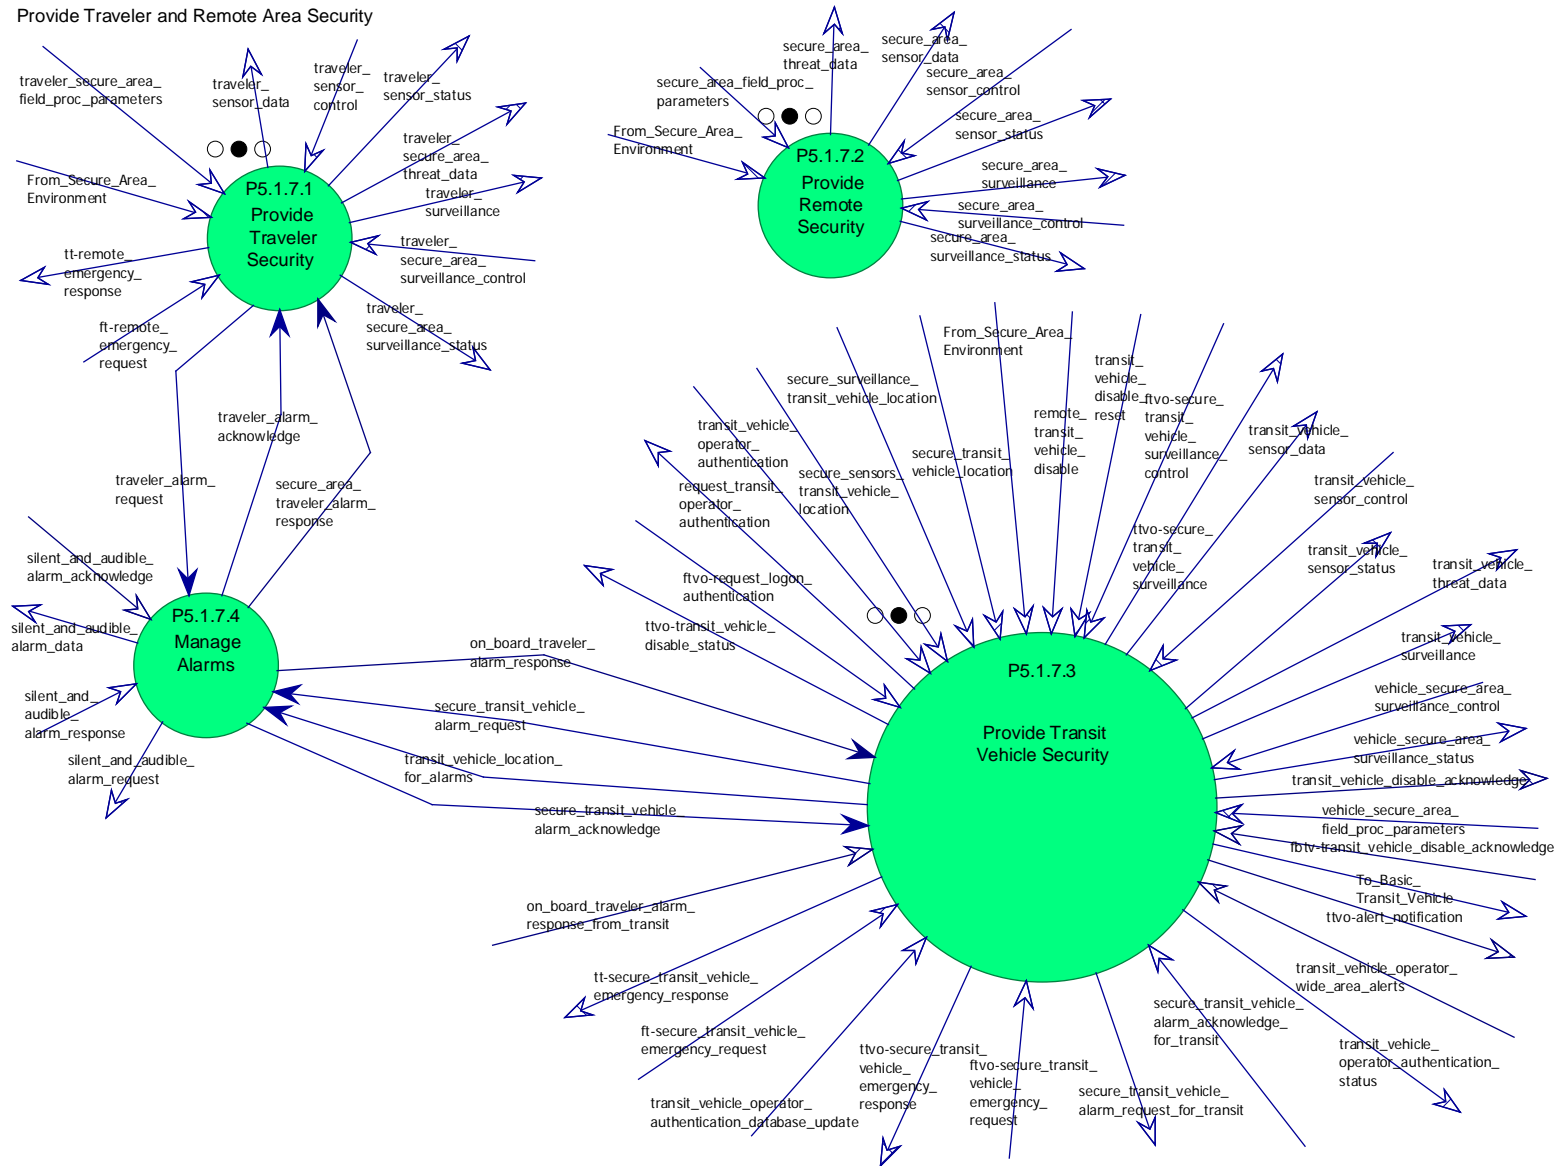 Provide Traveler and Remote Area Security
traveler_secure_area_
field_proc_parameters
traveler_
sensor_data
traveler_
sensor_
control
traveler_
sensor_status
traveler_
secure_area_
threat_data
traveler_
surveillance
From_Secure_Area_
Environment
P5.1.7.1
Provide
Traveler
Security
tt-remote_
emergency_
response
ft-remote_
emergency_
request
traveler_
secure_area_
surveillance_control
traveler_
secure_area_
surveillance_status
secure_area_
threat_data
secure_area_
sensor_data
secure_area_field_proc_
parameters
secure_area_
sensor_control
From_Secure_Area_
Environment
secure_area_
sensor_status
P5.1.7.2
Provide
Remote
Security
secure_area_
surveillance
secure_area_
surveillance_control
secure_area_
surveillance_status
traveler_alarm_
acknowledge
traveler_alarm_
request
secure_area_
traveler_alarm_
response
silent_and_audible_
alarm_acknowledge
silent_and_audible_
alarm_data
P5.1.7.4
Manage
Alarms
silent_and_
audible_
alarm_response
silent_and_audible_
alarm_request
on_board_traveler_
alarm_response
secure_transit_vehicle_
alarm_request
transit_vehicle_location_
for_alarms
secure_transit_vehicle_
alarm_acknowledge
From_Secure_Area_
Environment
secure_surveillance_
transit_vehicle_location
transit_vehicle_
operator_
authentication
request_transit_
operator_
authentication
secure_sensors_
transit_vehicle_
location
secure_transit_
vehicle_location
remote_
transit_
vehicle_
disable
transit_
vehicle_
disable_
reset
ftvo-secure_
transit_
vehicle_
surveillance_
control
transit_vehicle_
sensor_data
transit_vehicle_
sensor_control
ttvo-secure_
transit_
vehicle_
surveillance
transit_vehicle_
sensor_status
transit_vehicle_
threat_data
ftvo-request_logon_
authentication
ttvo-transit_vehicle_
disable_status
transit_vehicle_
surveillance
P5.1.7.3
Provide Transit
Vehicle Security
vehicle_secure_area_
surveillance_control
vehicle_secure_area_
surveillance_status
transit_vehicle_disable_acknowledge
vehicle_secure_area_
field_proc_parameters
fbtv-transit_vehicle_disable_acknowledge
To_Basic_
Transit_Vehicle
ttvo-alert_notification
transit_vehicle_operator_
wide_area_alerts
transit_vehicle_
operator_authentication_
status
on_board_traveler_alarm_
response_from_transit
tt-secure_transit_vehicle_
emergency_response
ft-secure_transit_vehicle_
emergency_request
transit_vehicle_operator_
authentication_database_update
ttvo-secure_transit_
vehicle_
emergency_
response
ftvo-secure_transit_
vehicle_
emergency_
request
secure_transit_vehicle_
alarm_request_for_transit
secure_transit_vehicle_
alarm_acknowledge_
for_transit